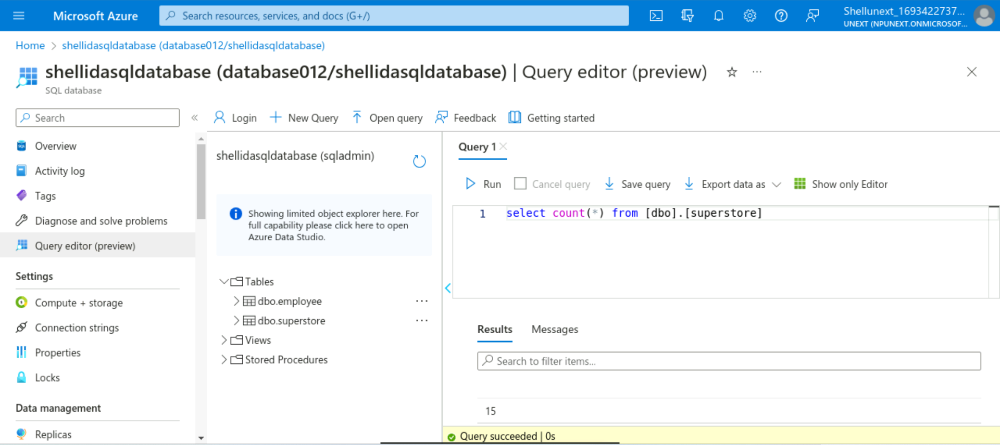 Microsoft Azure
Search resources, services, and docs (G+/)
Shellunext_1693422737...
UNEXT (NPUNEXT.ONMICROSOF...
Home > shellidasqldatabase (database012/shellidasqldatabase)
shellidasqldatabase (database012/shellidasqldatabase) | Query editor (preview)
SQL database
Search
Overview
Activity log
Tags
Diagnose and solve problems
Query editor (preview)
Settings
Compute + storage
Connection strings
Properties
Locks
Data management
Replicas
Login
New Query
Open query
Feedback
Getting started
shellidasqldatabase (sqladmin)
Showing limited object explorer here. For
full capability please click here to open
Azure Data Studio.
Tables
dbo.employee
dbo.superstore
Views
Stored Procedures
Query 1
Run
Cancel query
Save query
Export data as
Show only Editor
1 select count(*) from [dbo].[superstore]
Results
Messages
Search to filter items...
15
Query succeeded | 0s